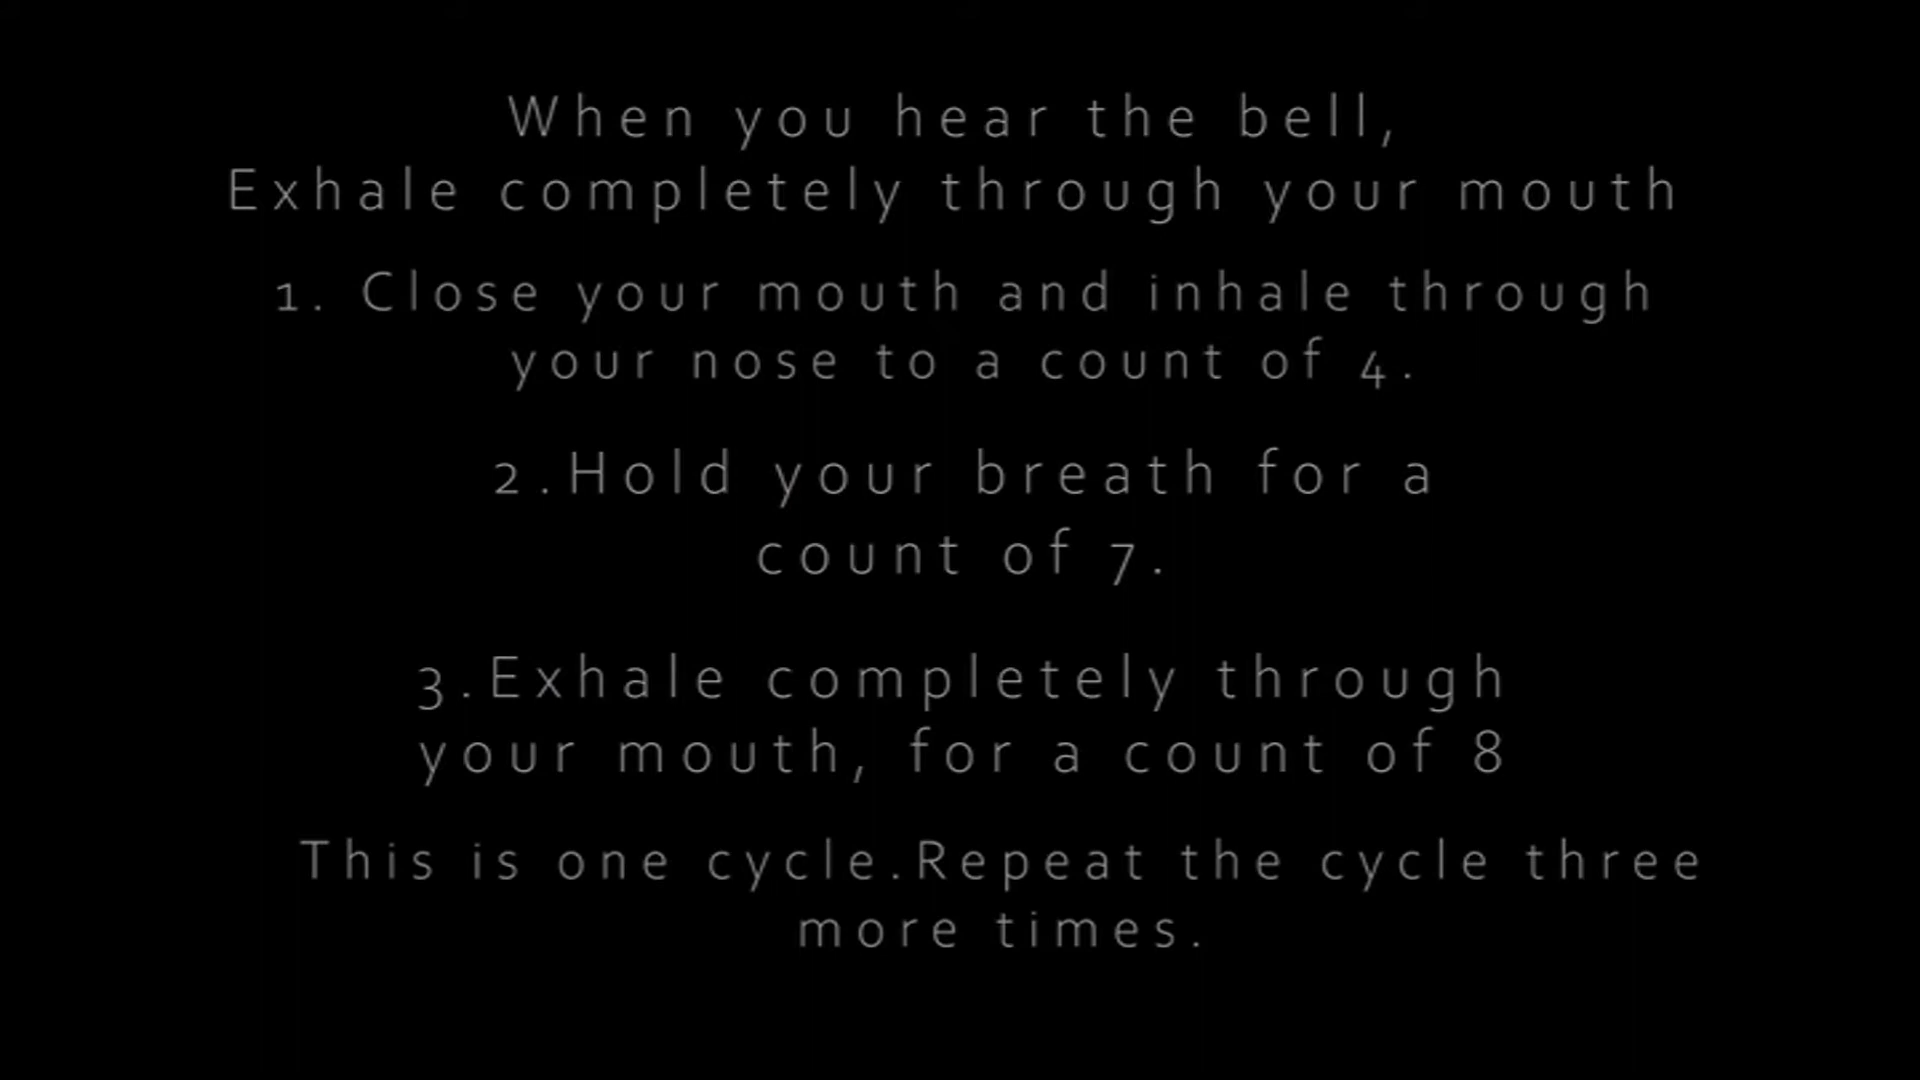 When you hear the bell,
Exhale completely through your mouth
1. Close your mouth and inhale through
your nose to a count of 4.
2.Hold your breath for a
count of 7.
3.Exhale completely through
your mouth, for a count of 8
This is one cycle.Repeat the cycle three
more times.